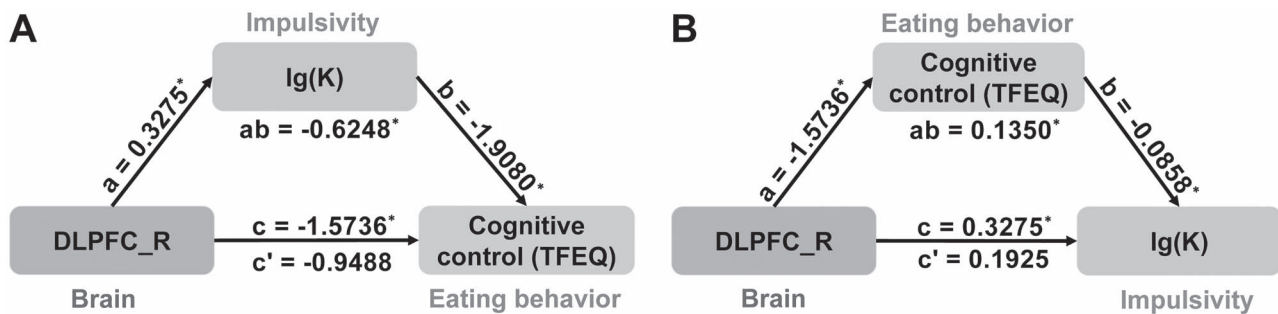 A
Impulsivity
lg(K)
ab = -0.6248*
a = 0.3275*
b = -1.9080*
DLPFC_R
c = -1.5736*
c' = -0.9488
Cognitive
control (TFEQ)
Brain
Eating behavior
B
Eating behavior
Cognitive
control (TFEQ)
ab = 0.1350*
a = -1.5736*
b = -0.0858*
DLPFC_R
c = 0.3275*
c' = 0.1925
lg(K)
Brain
Impulsivity